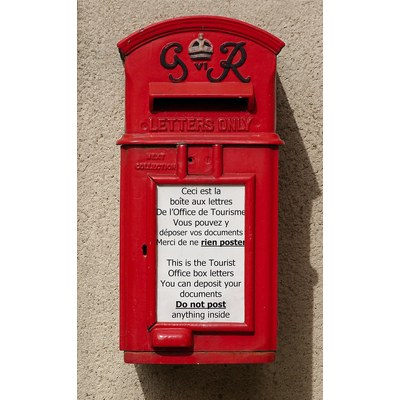 G VI R
LETTERS ONLY
NEXT
COLLECTION
Ceci est la
boîte aux lettres
De l'Office de Tourisme
Vous pouvez y
déposer vos documents
Merci de ne rien poster
This is the Tourist
Office box letters
You can deposit your
documents
Do not post
anything inside